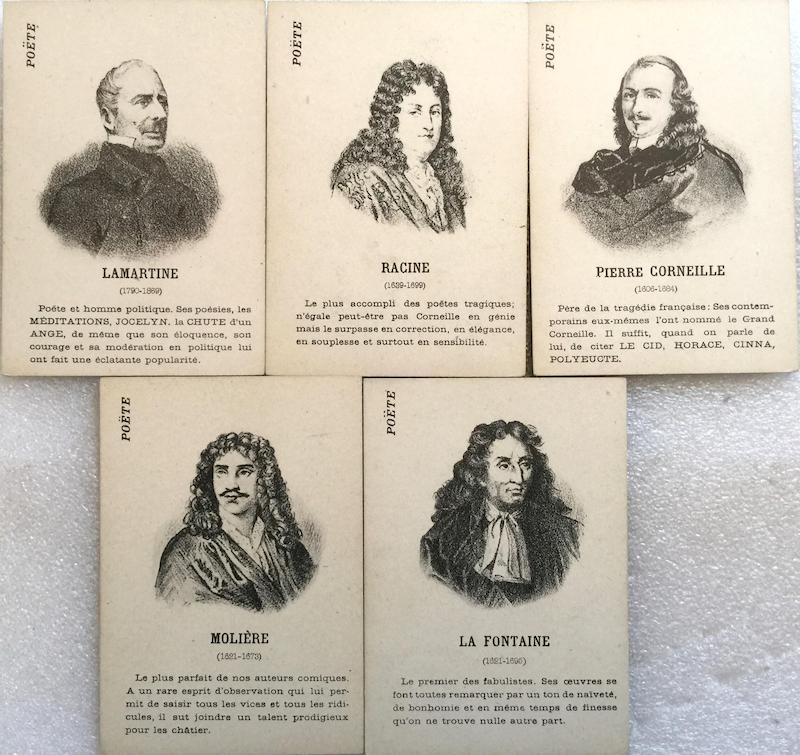 POËTE
LAMARTINE
(1790-1869)
Poéte et homme politique. Ses poésies, les
MÉDITATIONS, JOCELYN. la CHUTE d'un
ANGE, de méme que son éloquence, son
courage et sa modération en politique lui
ont fait une éclatante popularité.
POËTE
RACINE
(1639-1699)
Le plus accompli des poétes tragiques;
n'égale peut-étre pas Corneille en génie
mais le surpasse en correction, en élégance,
en souplesse et surtout en sensibilité.
POËTE
PIERRE CORNEILLE
(1606-1684)
Père de la tragédie française: Ses contem-
porains eux-mêmes l'ont nommé le Grand
Corneille. Il suffit, quand on parle de
lui, de citer LE CID, HORACE, CINNA,
POLYEUCTE.
POËTE
MOLIÈRE
(1621-1673)
Le plus parfait de nos auteurs comiques.
A un rare esprit d'observation qui lui per-
mit de saisir tous les vices et tous les ridi-
cules, il sut joindre un talent prodigieux
pour les châtier.
POËTE
LA FONTAINE
(1621-1695)
Le premier des fabulistes. Ses œuvres se
font toutes remarquer par un ton de naïveté,
de bonhomie et en même temps de finesse
qu'on ne trouve nulle autre part.